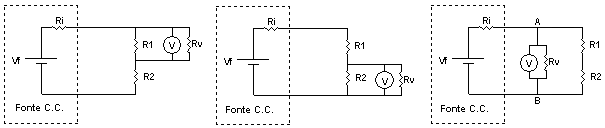 Ri
R1
V
Rv
Vf
R2
Fonte C.C.
Ri
R1
Vf
R2
V
Rv
Fonte C.C.
Ri
A
R1
Vf
V
Rv
R2
B
Fonte C.C.